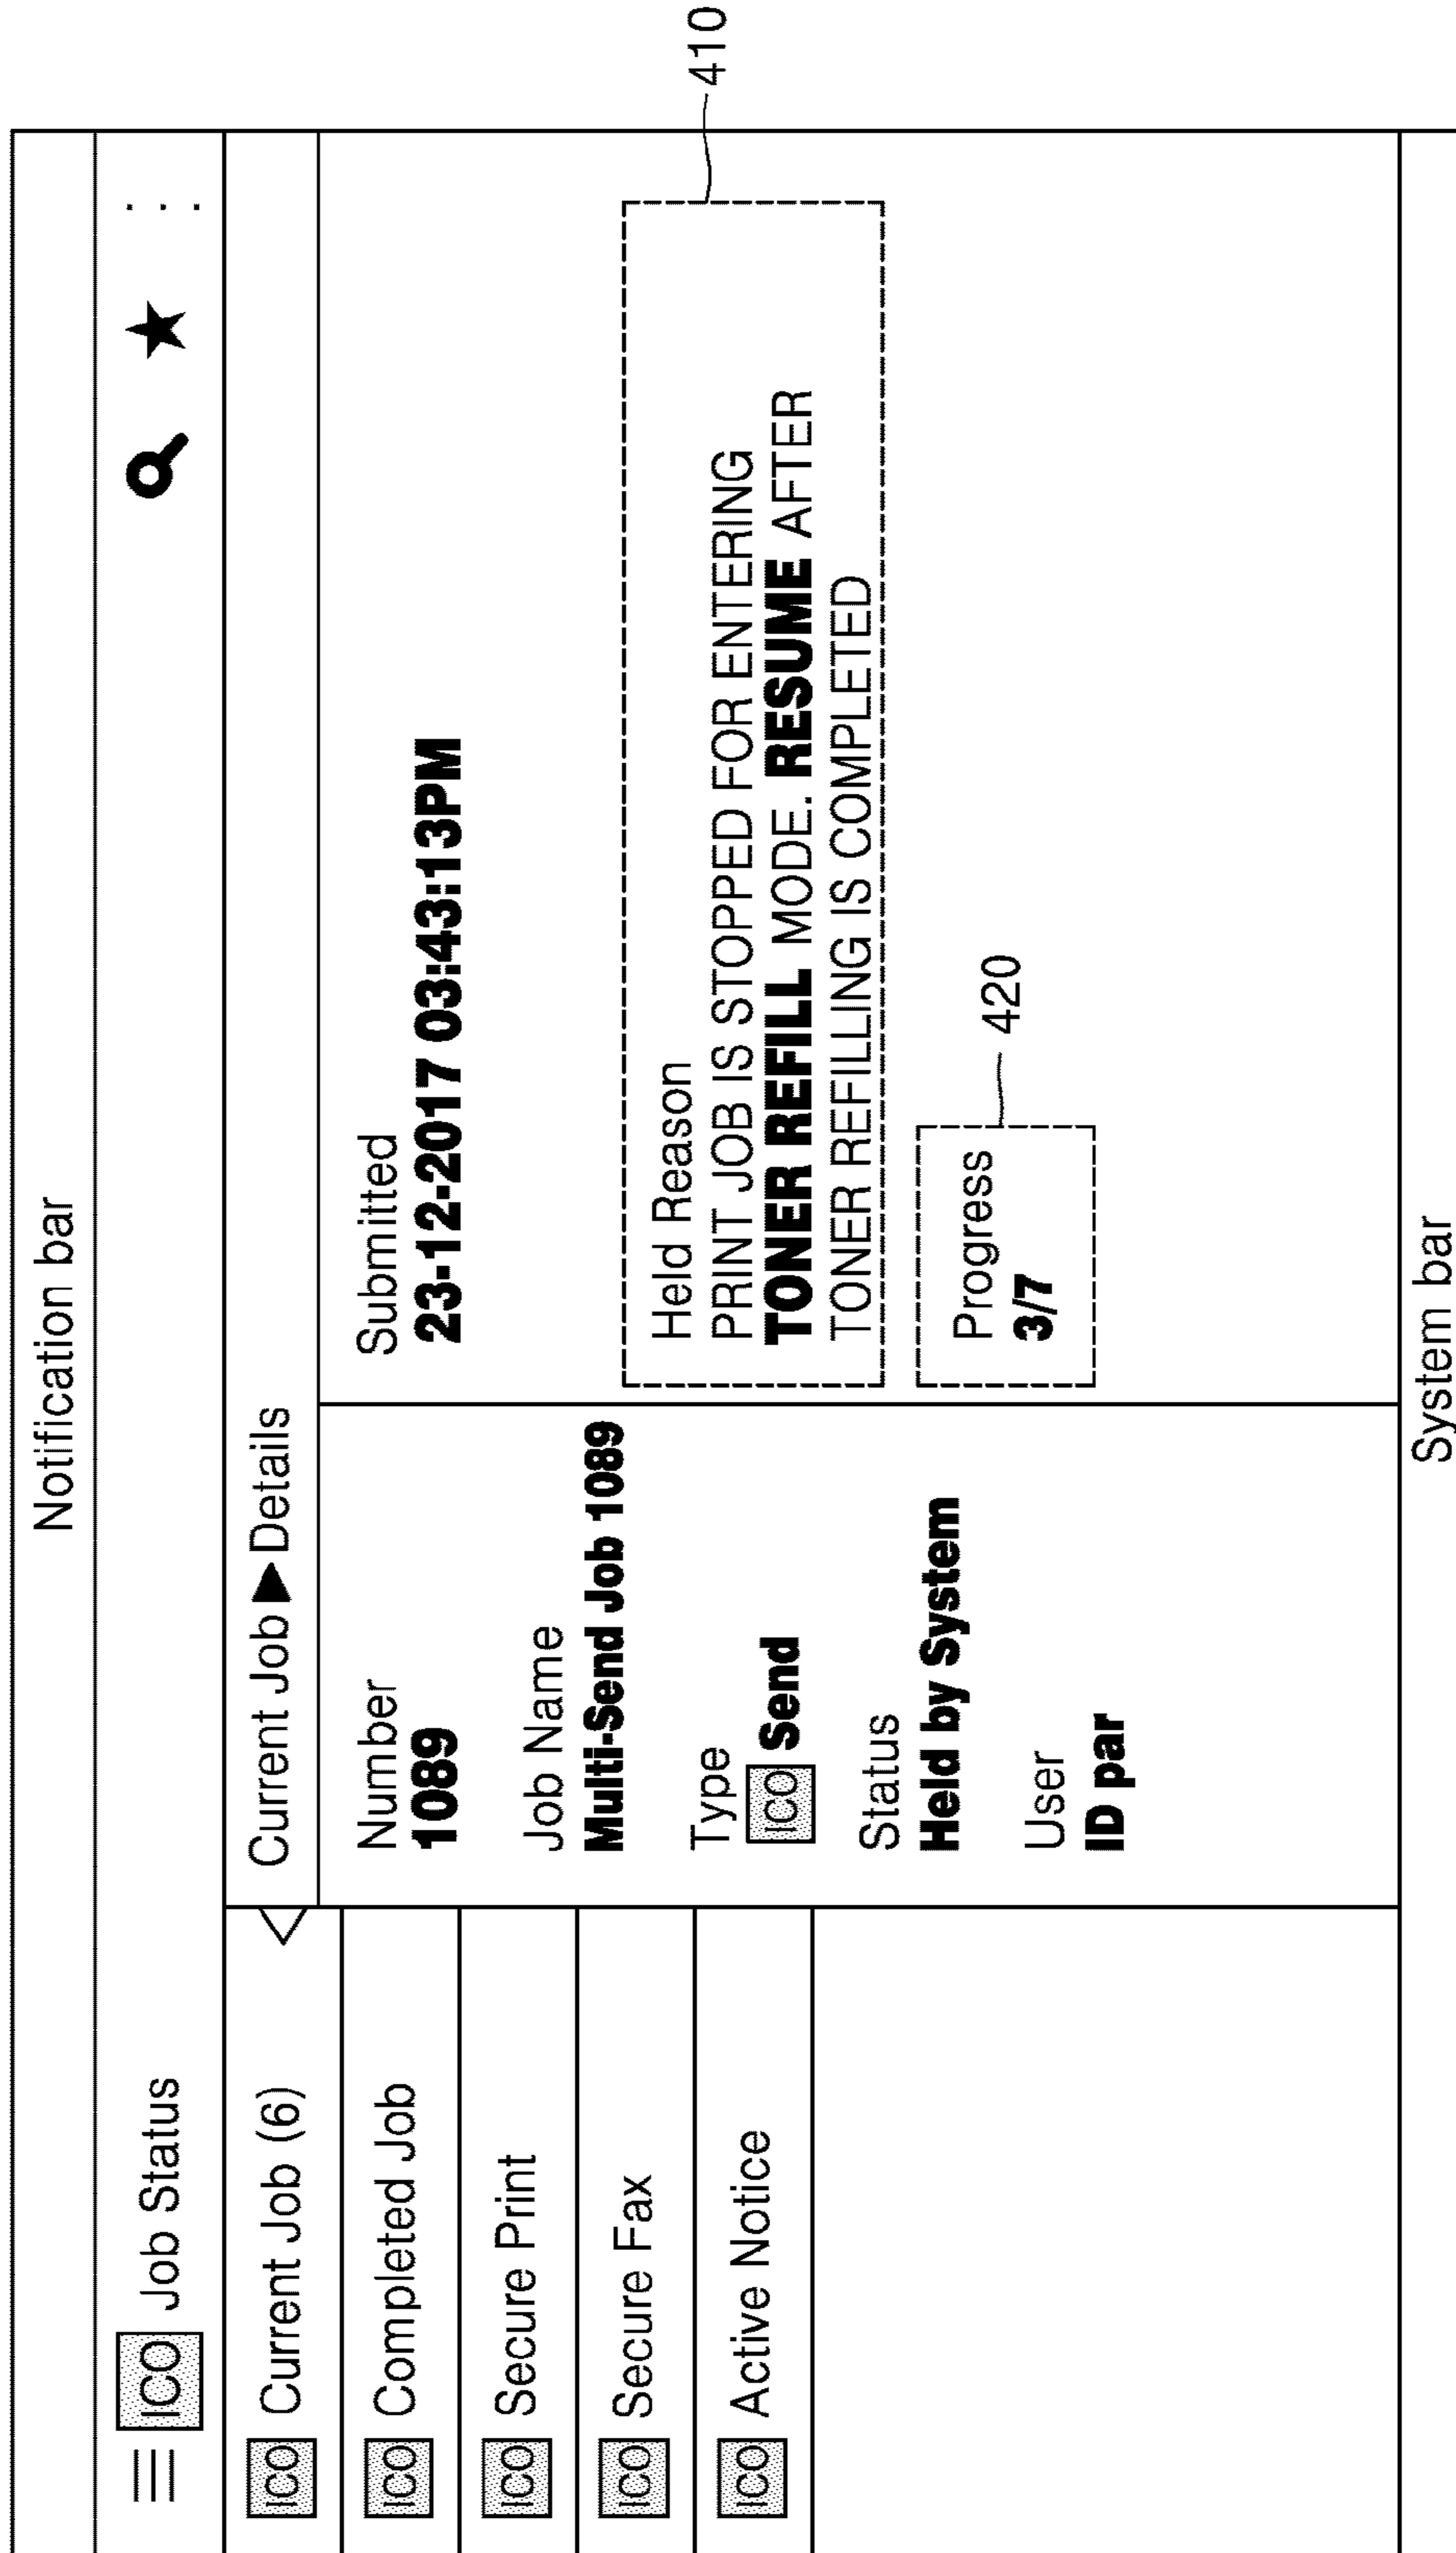 Notification bar
ICO Job Status
ICO Current Job (6)
ICO Completed Job
ICO Secure Print
ICO Secure Fax
ICO Active Notice
Current Job ▶ Details
Number
1089
Job Name
Multi-Send Job 1089
Type
ICO Send
Status
Held by System
User
ID par
Submitted
23-12-2017 03:43:13PM
Held Reason
PRINT JOB IS STOPPED FOR ENTERING
TONER REFILL MODE. RESUME AFTER
TONER REFILLING IS COMPLETED
410
Progress
3/7
420
System bar